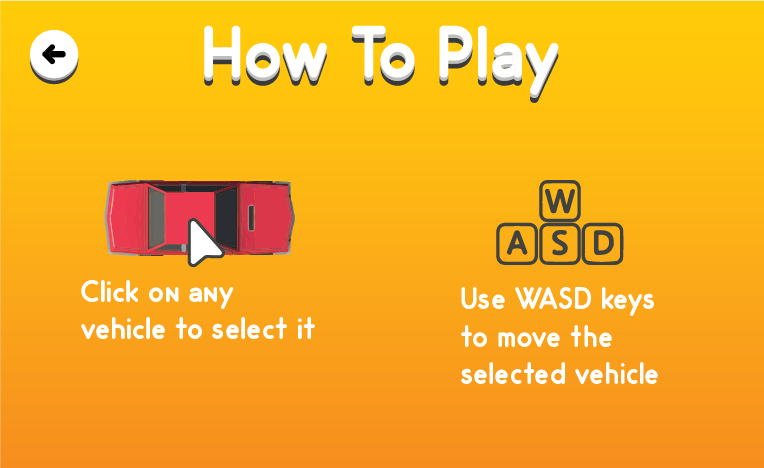 How To Play
Click on any
vehicle to select it
W
A S D
Use WASD keys
to move the
selected vehicle